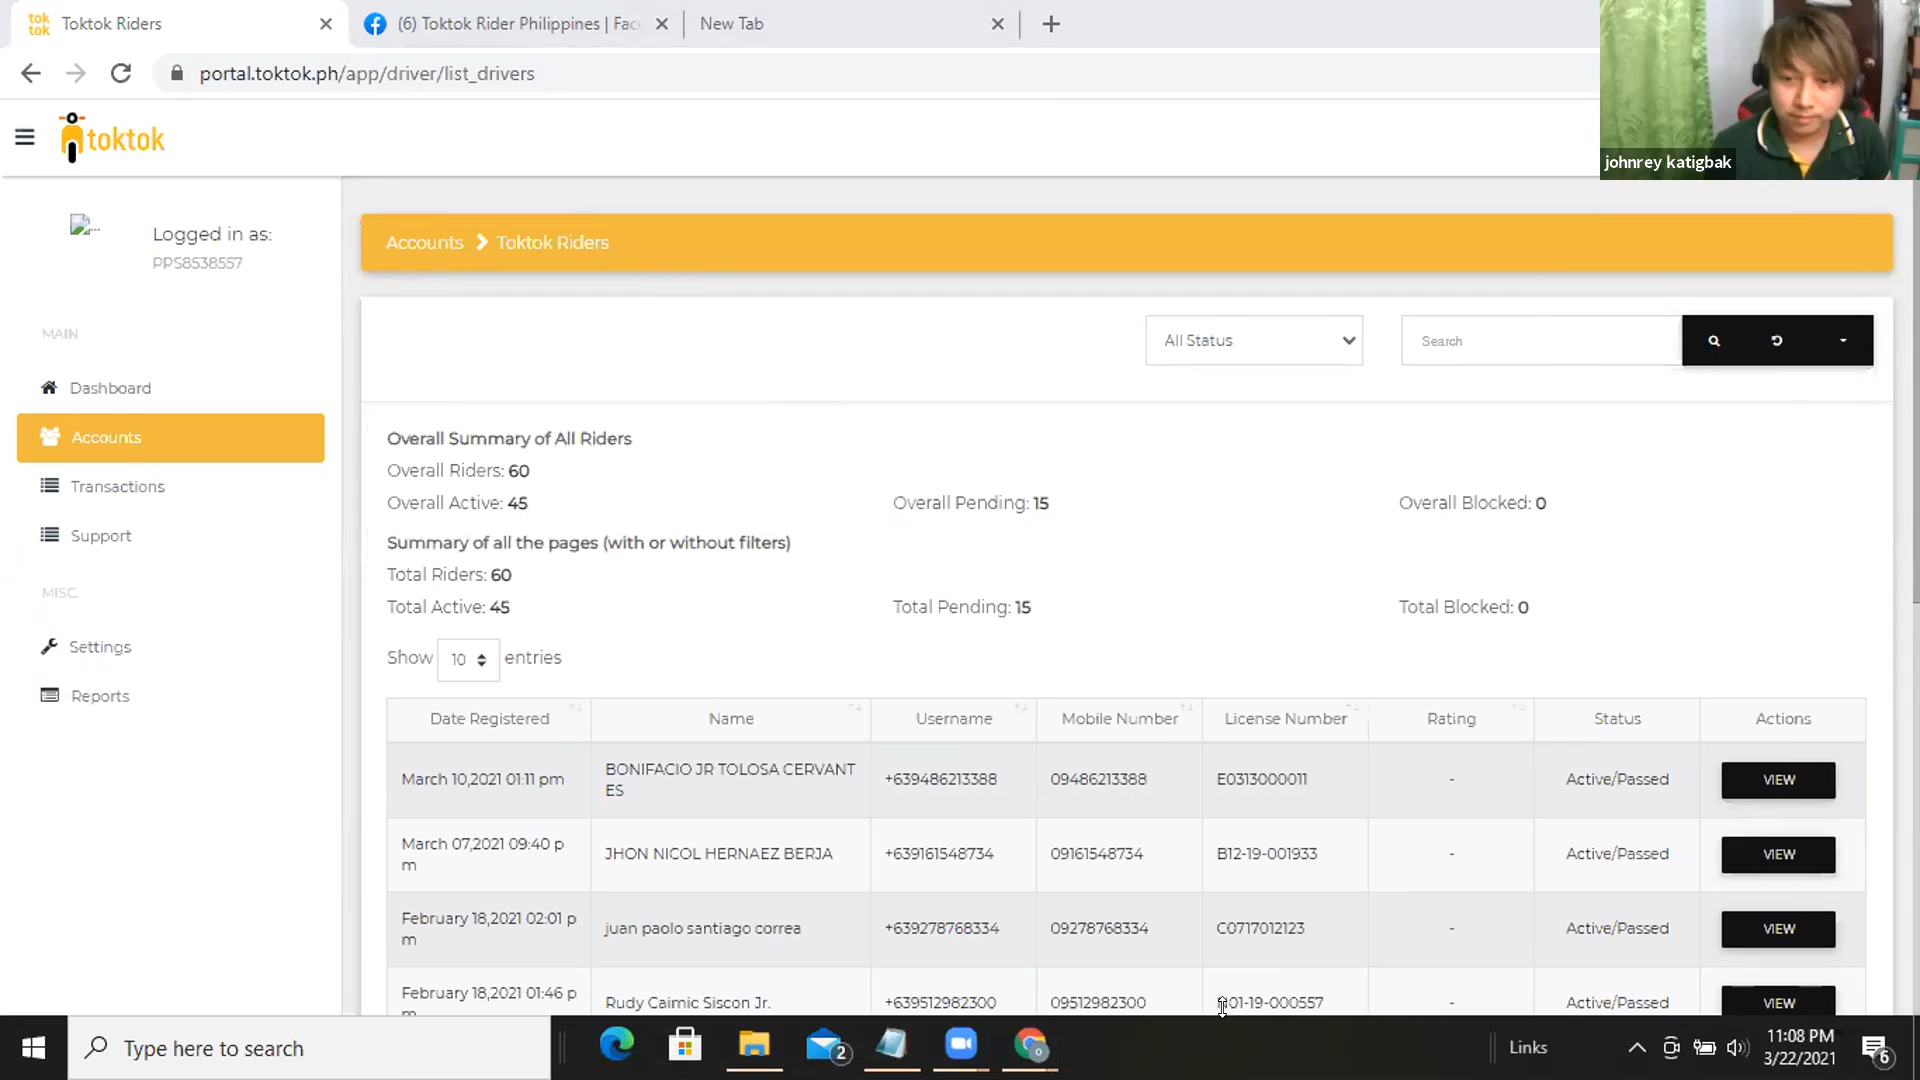 tok
tok
Toktok Riders
(6) Toktok Rider Philippines | Fac
New Tab
portal.toktok.ph/app/driver/list_drivers
johnrey katigbak
toktok
Logged in as:
PPS8538557
Accounts
Toktok Riders
MAIN
All Status
Search
Dashboard
Accounts
Transactions
Support
MISC.
Settings
Reports
Overall Summary of All Riders
Overall Riders: 60
Overall Active: 45
Overall Pending: 15
Overall Blocked: 0
Summary of all the pages (with or without filters)
Total Riders: 60
Total Active: 45
Total Pending: 15
Total Blocked: 0
Show 10 entries
Date Registered
Name
Username
Mobile Number
License Number
Rating
Status
Actions
March 10,2021 01:11 pm
BONIFACIO JR TOLOSA CERVANT
ES
+639486213388
09486213388
E0313000011
-
Active/Passed
VIEW
March 07,2021 09:40 p
m
JHON NICOL HERNAEZ BERJA
+639161548734
09161548734
B12-19-001933
-
Active/Passed
VIEW
February 18,2021 02:01 p
m
juan paolo santiago correa
+639278768334
09278768334
C0717012123
-
Active/Passed
VIEW
February 18,2021 01:46 p
m
Rudy Caimic Siscon Jr.
+639512982300
09512982300
01-19-000557
-
Active/Passed
VIEW
Type here to search
2
Links
11:08 PM
3/22/2021
6